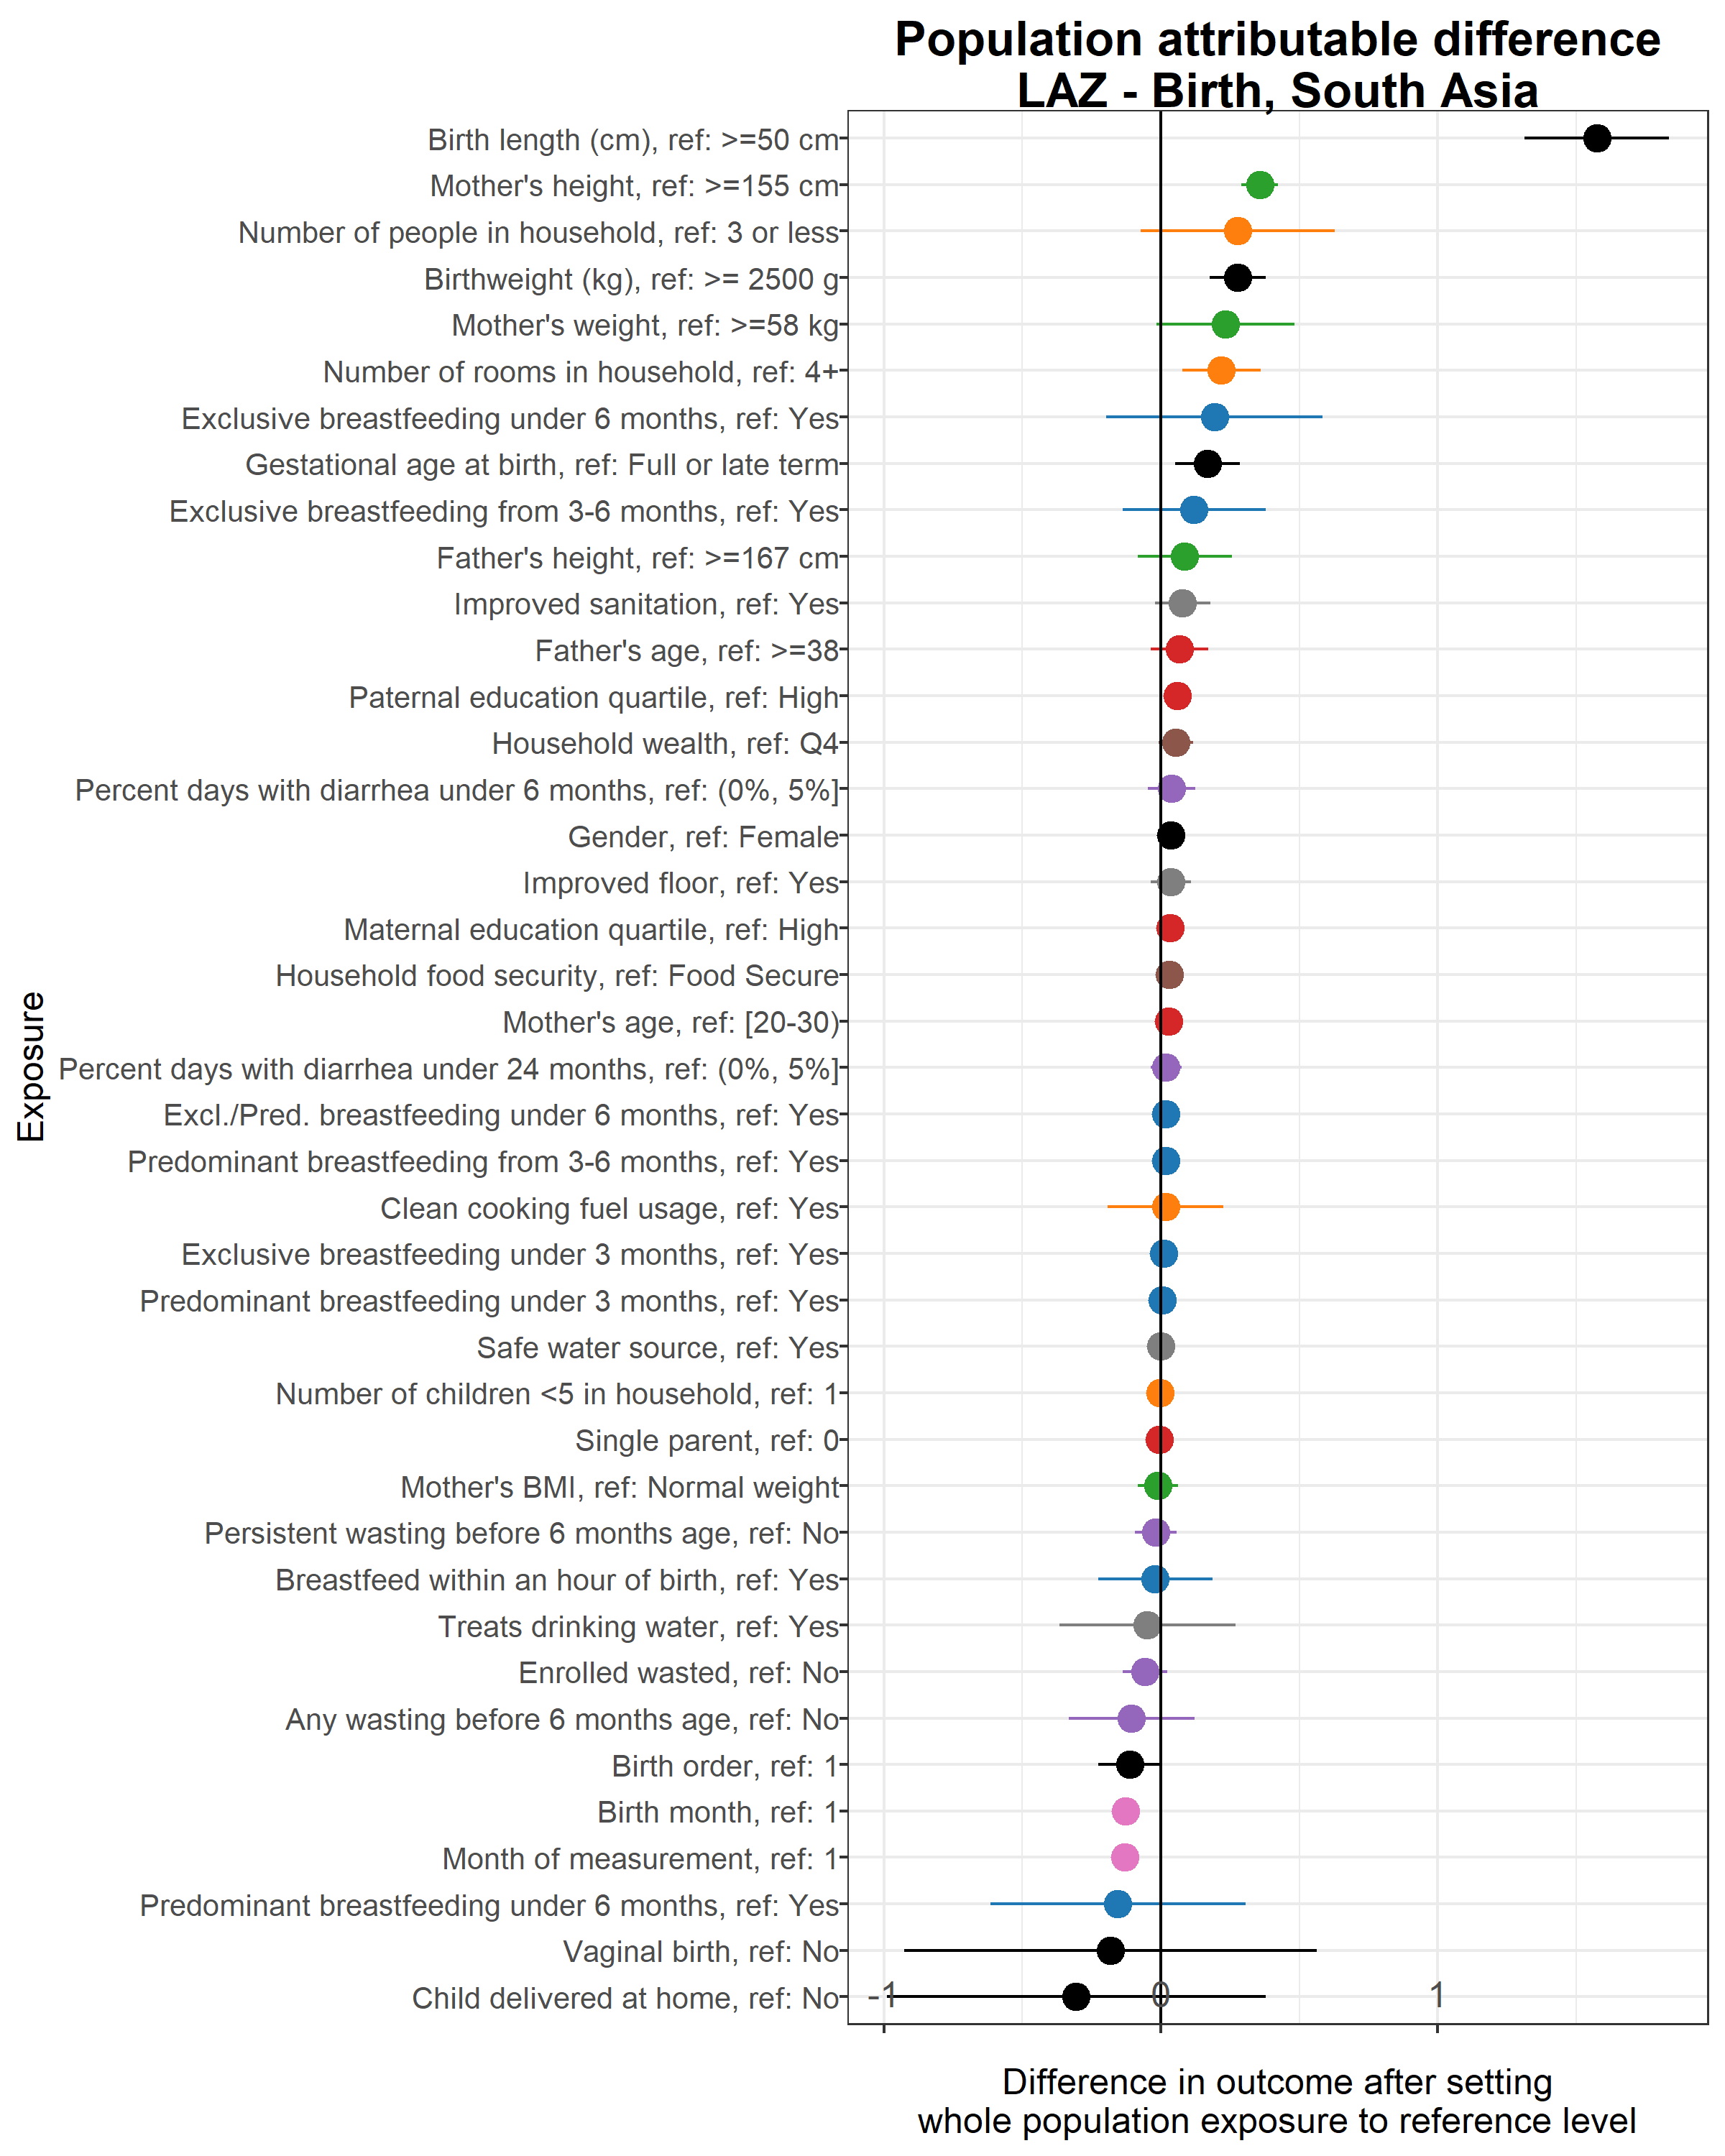 Population attributable difference
LAZ - Birth, South Asia
Birth length (cm), ref: >=50 cm
Mother's height, ref: >=155 cm
Number of people in household, ref: 3 or less
Birthweight (kg), ref: >= 2500 g
Mother's weight, ref: >=58 kg
Number of rooms in household, ref: 4+
Exclusive breastfeeding under 6 months, ref: Yes
Gestational age at birth, ref: Full or late term
Exclusive breastfeeding from 3-6 months, ref: Yes
Father's height, ref: >=167 cm
Improved sanitation, ref: Yes
Father's age, ref: >=38
Paternal education quartile, ref: High
Household wealth, ref: Q4
Percent days with diarrhea under 6 months, ref: (0%, 5%]
Gender, ref: Female
Improved floor, ref: Yes
Maternal education quartile, ref: High
Household food security, ref: Food Secure
Mother's age, ref: [20-30)
Percent days with diarrhea under 24 months, ref: (0%, 5%]
Excl./Pred. breastfeeding under 6 months, ref: Yes
Predominant breastfeeding from 3-6 months, ref: Yes
Clean cooking fuel usage, ref: Yes
Exclusive breastfeeding under 3 months, ref: Yes
Predominant breastfeeding under 3 months, ref: Yes
Safe water source, ref: Yes
Number of children <5 in household, ref: 1
Single parent, ref: 0
Mother's BMI, ref: Normal weight
Persistent wasting before 6 months age, ref: No
Breastfeed within an hour of birth, ref: Yes
Treats drinking water, ref: Yes
Enrolled wasted, ref: No
Any wasting before 6 months age, ref: No
Birth order, ref: 1
Birth month, ref: 1
Month of measurement, ref: 1
Predominant breastfeeding under 6 months, ref: Yes
Vaginal birth, ref: No
Child delivered at home, ref: No
Exposure
-1 0 1
Difference in outcome after setting
whole population exposure to reference level